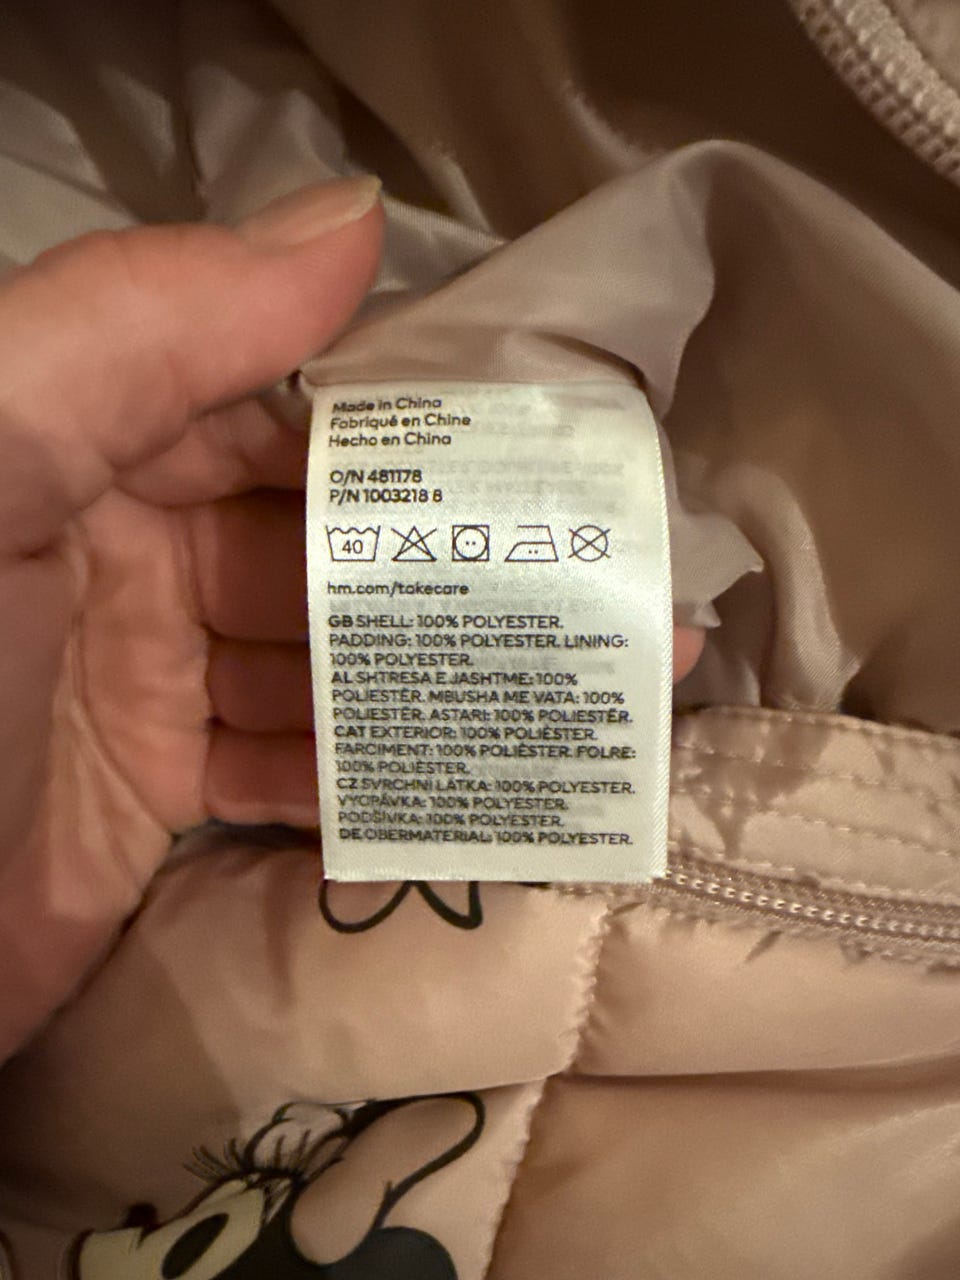 Made in China
Fabriqué en Chine
Hecho en China
O/N 481178
P/N 1003218 8
40
hm.com/takecare
GB SHELL: 100% POLYESTER.
PADDING: 100% POLYESTER. LINING:
100% POLYESTER.
AL SHTRESA E JASHTME: 100%
POLIESTËR. MBUSHA ME VATA: 100%
POLIESTËR. ASTARI: 100% POLIESTËR.
CAT EXTERIOR: 100% POLIÈSTER.
FARCIMENT: 100% POLIÈSTER. FOLRE:
100% POLIÈSTER.
CZ SVRCHNÍ LÁTKA: 100% POLYESTER.
VYCPÁVKA: 100% POLYESTER.
PODŠÍVKA: 100% POLYESTER.
DE OBERMATERIAL: 100% POLYESTER.